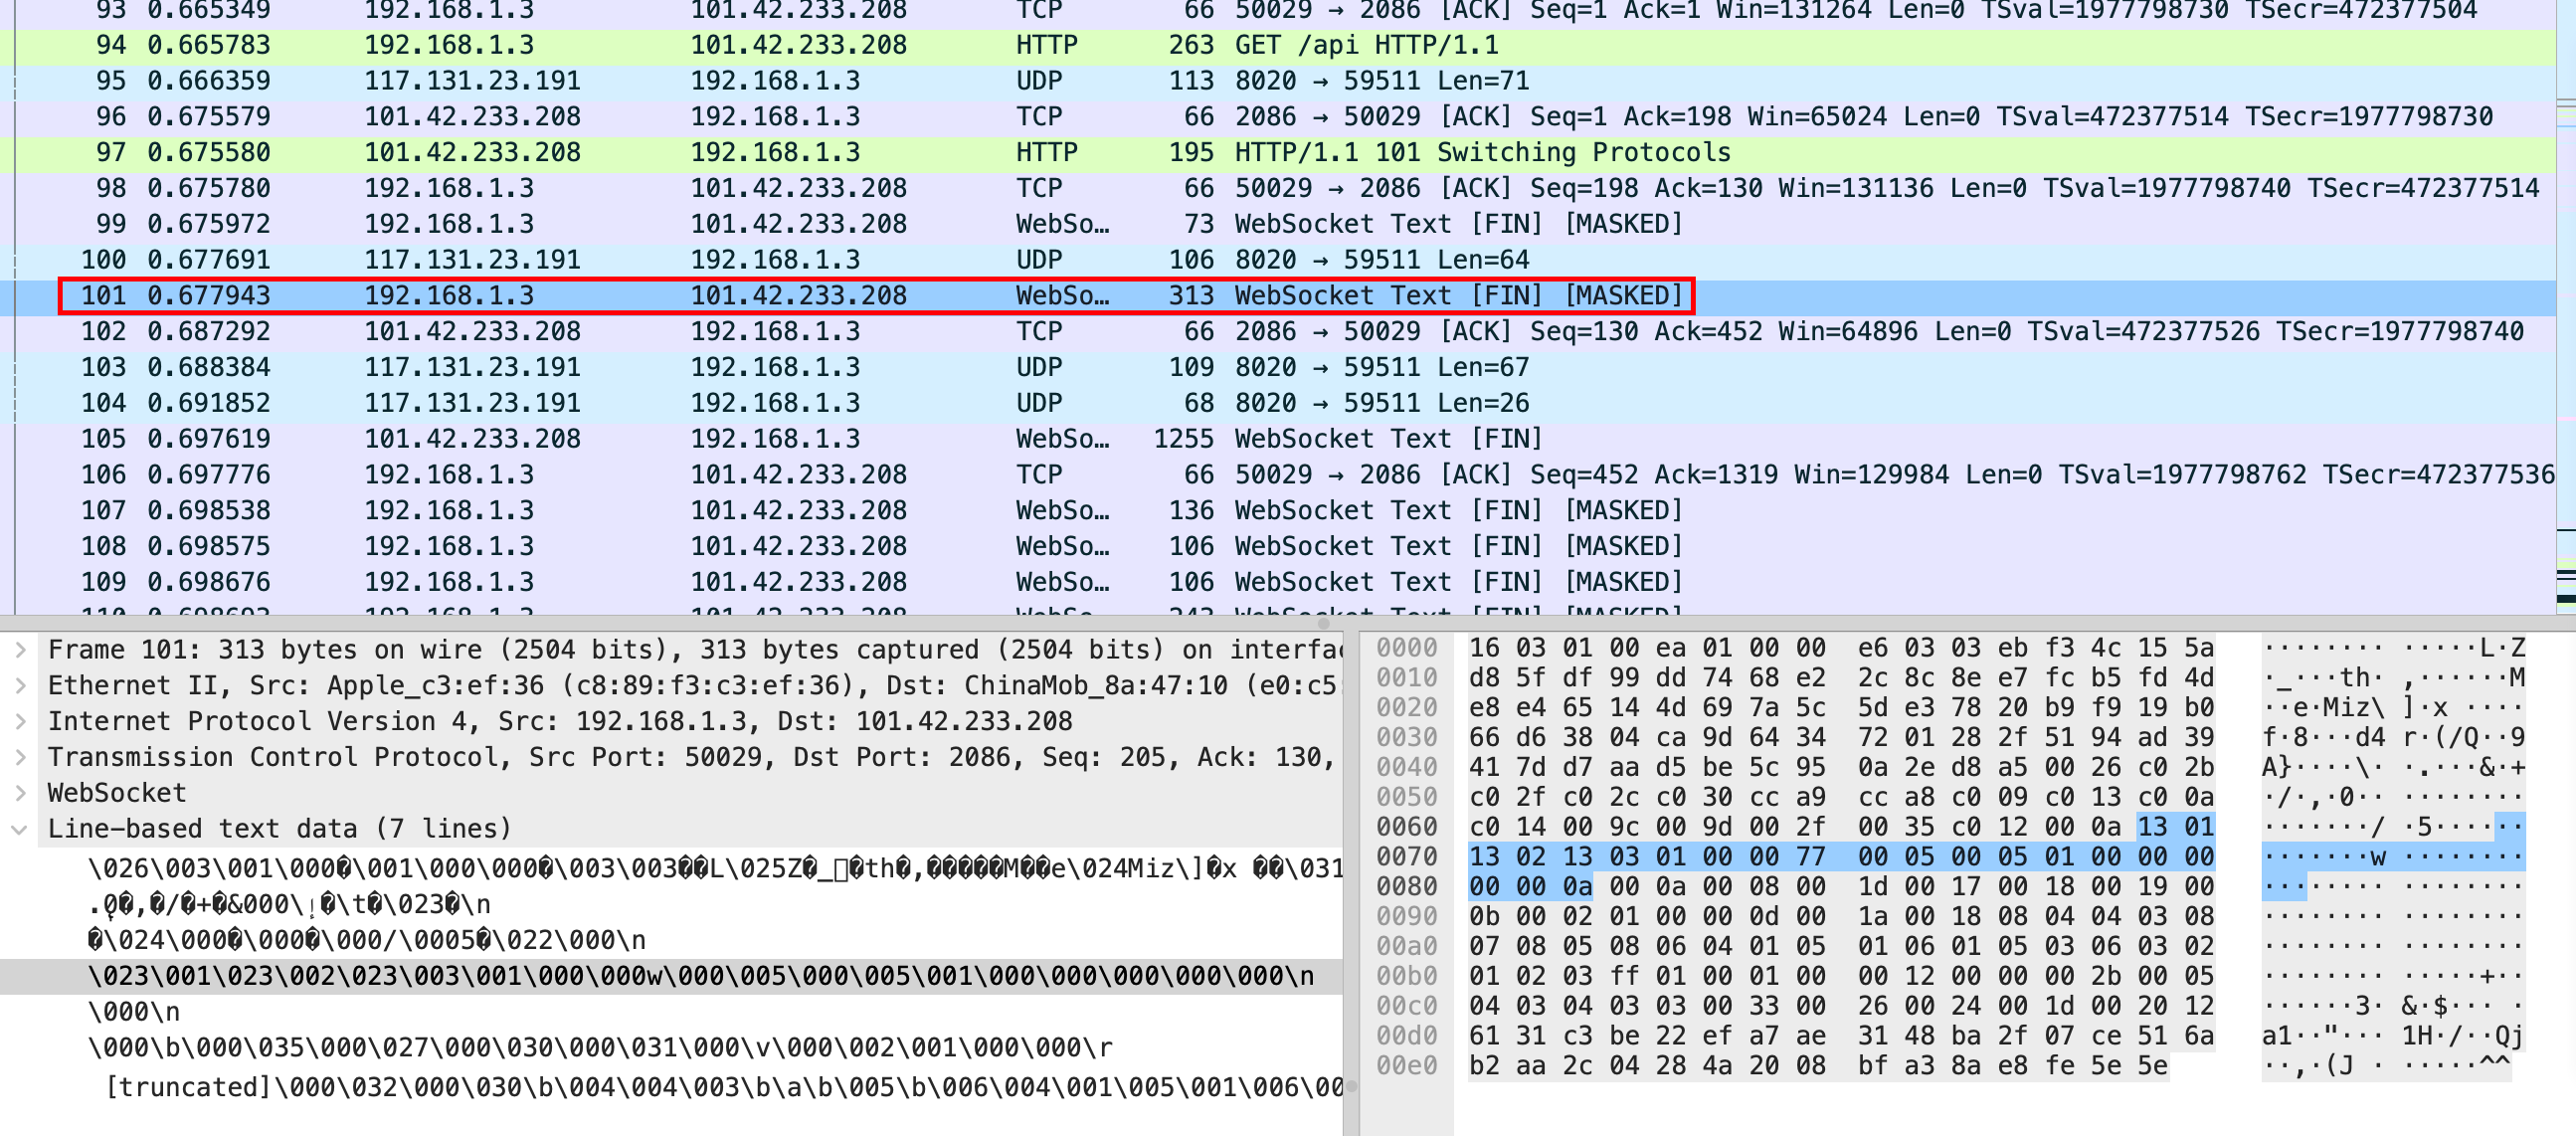 93 0.665349 192.168.1.3 101.42.233.208 TCP 66 50029 → 2086 [ACK] Seq=1 Ack=1 Win=131264 Len=0 TSval=1977798730 TSecr=472377504
94 0.665783 192.168.1.3 101.42.233.208 HTTP 263 GET /api HTTP/1.1
95 0.666359 117.131.23.191 192.168.1.3 UDP 113 8020 → 59511 Len=71
96 0.675579 101.42.233.208 192.168.1.3 TCP 66 2086 → 50029 [ACK] Seq=1 Ack=198 Win=65024 Len=0 TSval=472377514 TSecr=1977798730
97 0.675580 101.42.233.208 192.168.1.3 HTTP 195 HTTP/1.1 101 Switching Protocols
98 0.675780 192.168.1.3 101.42.233.208 TCP 66 50029 → 2086 [ACK] Seq=198 Ack=130 Win=131136 Len=0 TSval=1977798740 TSecr=472377514
99 0.675972 192.168.1.3 101.42.233.208 WebSo… 73 WebSocket Text [FIN] [MASKED]
100 0.677691 117.131.23.191 192.168.1.3 UDP 106 8020 → 59511 Len=64
101 0.677943 192.168.1.3 101.42.233.208 WebSo… 313 WebSocket Text [FIN] [MASKED]
102 0.687292 101.42.233.208 192.168.1.3 TCP 66 2086 → 50029 [ACK] Seq=130 Ack=452 Win=64896 Len=0 TSval=472377526 TSecr=1977798740
103 0.688384 117.131.23.191 192.168.1.3 UDP 109 8020 → 59511 Len=67
104 0.691852 117.131.23.191 192.168.1.3 UDP 68 8020 → 59511 Len=26
105 0.697619 101.42.233.208 192.168.1.3 WebSo… 1255 WebSocket Text [FIN]
106 0.697776 192.168.1.3 101.42.233.208 TCP 66 50029 → 2086 [ACK] Seq=452 Ack=1319 Win=129984 Len=0 TSval=1977798762 TSecr=472377536
107 0.698538 192.168.1.3 101.42.233.208 WebSo… 136 WebSocket Text [FIN] [MASKED]
108 0.698575 192.168.1.3 101.42.233.208 WebSo… 106 WebSocket Text [FIN] [MASKED]
109 0.698676 192.168.1.3 101.42.233.208 WebSo… 106 WebSocket Text [FIN] [MASKED]
Frame 101: 313 bytes on wire (2504 bits), 313 bytes captured (2504 bits) on interfac
Ethernet II, Src: Apple_c3:ef:36 (c8:89:f3:c3:ef:36), Dst: ChinaMob_8a:47:10 (e0:c5:
Internet Protocol Version 4, Src: 192.168.1.3, Dst: 101.42.233.208
Transmission Control Protocol, Src Port: 50029, Dst Port: 2086, Seq: 205, Ack: 130,
WebSocket
Line-based text data (7 lines)
\026\003\001\000�\001\000\000�\003\003��L\025Z�_�th�,�����M��e\024Miz\]�x ��\031
�\024\000�\000�\000/\0005�\022\000\n
\023\001\023\002\023\003\001\000\000w\000\005\000\005\001\000\000\000\000\000\n
\000\n
\000\b\000\035\000\027\000\030\000\031\000\v\000\002\001\000\000\r
[truncated]\000\032\000\030\b\004\004\003\b\a\b\005\b\006\004\001\005\001\006\00
0000 16 03 01 00 ea 01 00 00 e6 03 03 eb f3 4c 15 5a ········ ·····L·Z
0010 d8 5f df 99 dd 74 68 e2 2c 8c 8e e7 fc b5 fd 4d ·_···th· ,······M
0020 e8 e4 65 14 4d 69 7a 5c 5d e3 78 20 b9 f9 19 b0 ··e·Miz\ ]·x ····
0030 66 d6 38 04 ca 9d 64 34 72 01 28 2f 51 94 ad 39 f·8···d4 r·(/Q··9
0040 41 7d d7 aa d5 be 5c 95 0a 2e d8 a5 00 26 c0 2b A}····\· ·.···&·+
0050 c0 2f c0 2c c0 30 cc a9 cc a8 c0 09 c0 13 c0 0a ·/·,·0·· ········
0060 c0 14 00 9c 00 9d 00 2f 00 35 c0 12 00 0a 13 01 ·······/ ·5······
0070 13 02 13 03 01 00 00 77 00 05 00 05 01 00 00 00 ·······w ········
0080 00 00 0a 00 0a 00 08 00 1d 00 17 00 18 00 19 00 ········ ········
0090 0b 00 02 01 00 00 0d 00 1a 00 18 08 04 04 03 08 ········ ········
00a0 07 08 05 08 06 04 01 05 01 06 01 05 03 06 03 02 ········ ········
00b0 01 02 03 ff 01 00 01 00 00 12 00 00 00 2b 00 05 ········ ·····+··
00c0 04 03 04 03 03 00 33 00 26 00 24 00 1d 00 20 12 ······3· &·$··· ·
00d0 61 31 c3 be 22 ef a7 ae 31 48 ba 2f 07 ce 51 6a a1··"··· 1H·/··Qj
00e0 b2 aa 2c 04 28 4a 20 08 bf a3 8a e8 fe 5e 5e ··,·(J · ·····^^